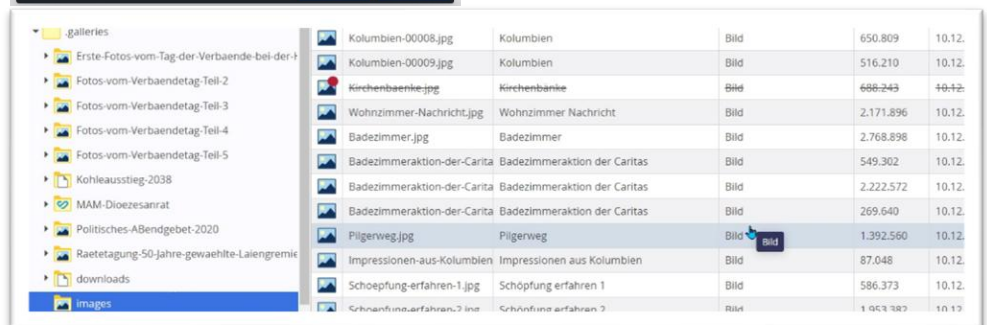 .galleries
Erste-Fotos-vom-Tag-der-Verbaende-bei-der-H
Fotos-vom-Verbaendetag-Teil-2
Fotos-vom-Verbaendetag-Teil-3
Fotos-vom-Verbaendetag-Teil-4
Fotos-vom-Verbaendetag-Teil-5
Kohleausstieg-2038
MAM-Dioezesanrat
Politisches-ABendgebet-2020
Raetetagung-50-Jahre-gewaehlte-Laiengremie
downloads
images
Kolumbien-00008.jpg Kolumbien Bild 650.809 10.12.
Kolumbien-00009.jpg Kolumbien Bild 516.210 10.12.
Kirchenbaenke.jpg Kirchenbänke Bild 688.243 10.12.
Wohnzimmer-Nachricht.jpg Wohnzimmer Nachricht Bild 2.171.896 10.12.
Badezimmer.jpg Badezimmer Bild 2.768.898 10.12.
Badezimmeraktion-der-Carita Badezimmeraktion der Caritas Bild 549.302 10.12.
Badezimmeraktion-der-Carita Badezimmeraktion der Caritas Bild 2.222.572 10.12.
Badezimmeraktion-der-Carita Badezimmeraktion der Caritas Bild 269.640 10.12.
Pilgerweg.jpg Pilgerweg Bild Bild 1.392.560 10.12.
Impressionen-aus-Kolumbien Impressionen aus Kolumbien Bild 87.048 10.12.
Schoepfung-erfahren-1.jpg Schöpfung erfahren 1 Bild 586.373 10.12.
Schoepfung-erfahren-2.jpg Schöpfung erfahren 2 Bild 1.953.382 10.12.